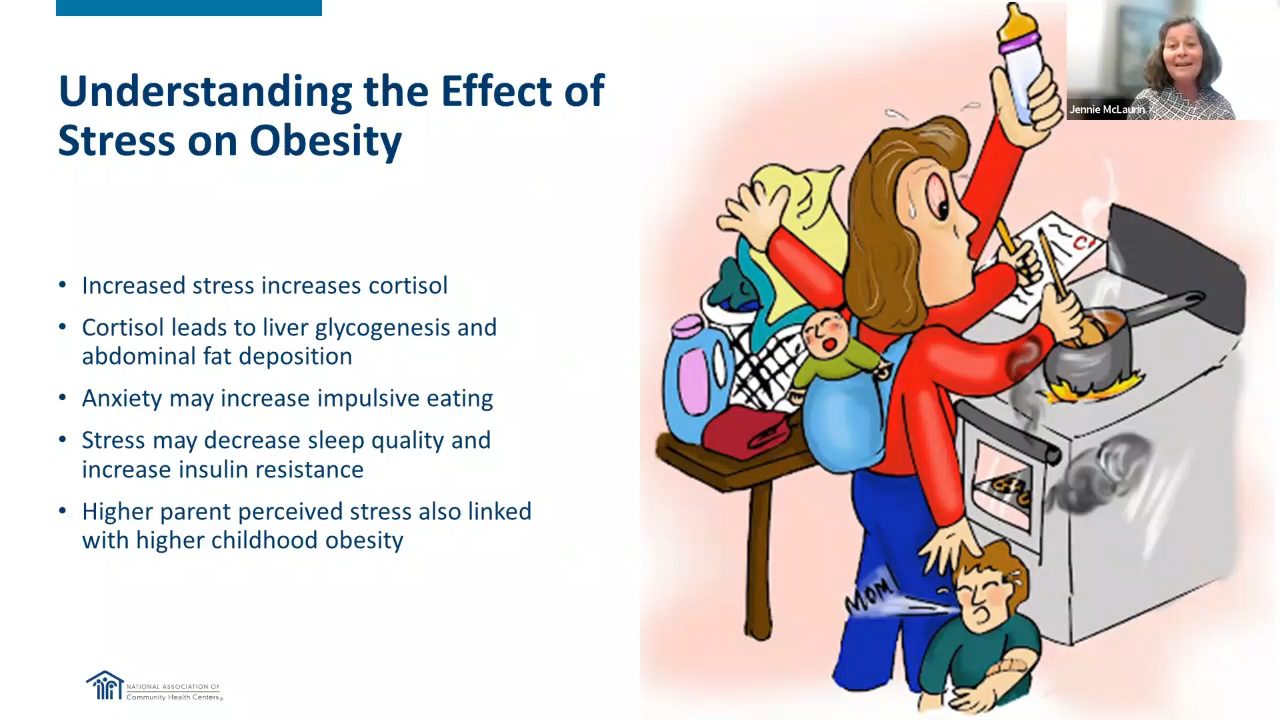 Understanding the Effect of
Stress on Obesity
Jennie McLaurin
• Increased stress increases cortisol
• Cortisol leads to liver glycogenesis and
abdominal fat deposition
• Anxiety may increase impulsive eating
• Stress may decrease sleep quality and
increase insulin resistance
• Higher parent perceived stress also linked
with higher childhood obesity
MOM
NATIONAL ASSOCIATION OF
Community Health Centers®